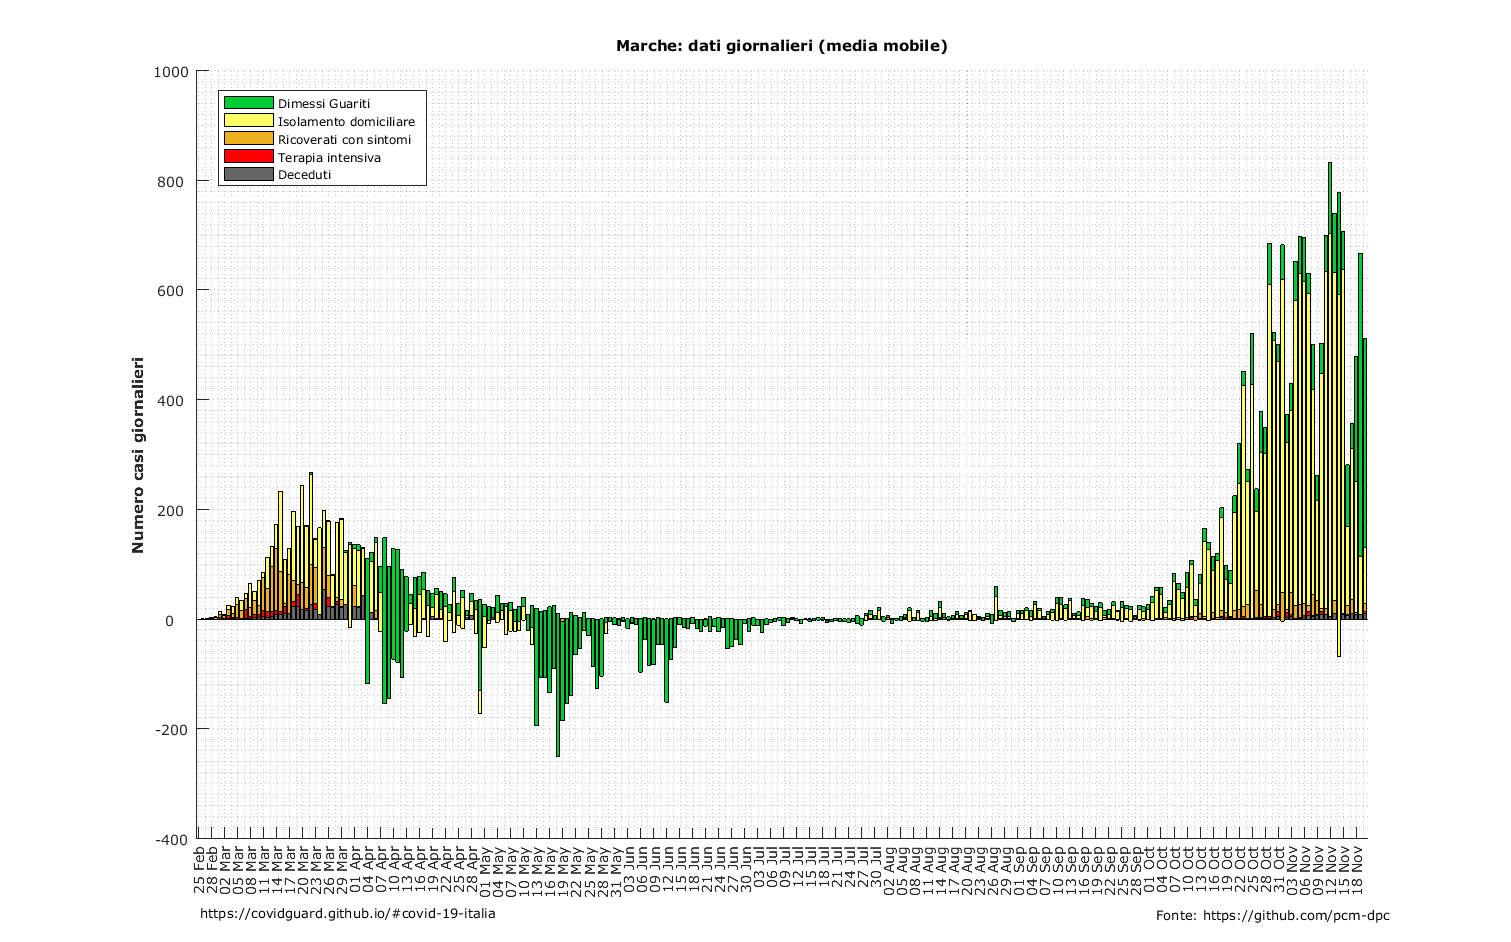 Marche: dati giornalieri (media mobile)
1000
800
600
400
200
0
-200
-400
Dimessi Guariti
Isolamento domiciliare
Ricoverati con sintomi
Terapia intensiva
Deceduti
Numero casi giornalieri
25 Feb
28 Feb
02 Mar
05 Mar
08 Mar
11 Mar
14 Mar
17 Mar
20 Mar
23 Mar
26 Mar
29 Mar
01 Apr
04 Apr
07 Apr
10 Apr
13 Apr
16 Apr
19 Apr
22 Apr
25 Apr
28 Apr
01 May
04 May
07 May
10 May
13 May
16 May
19 May
22 May
25 May
28 May
31 May
03 Jun
06 Jun
09 Jun
12 Jun
15 Jun
18 Jun
21 Jun
24 Jun
27 Jun
30 Jun
03 Jul
06 Jul
09 Jul
12 Jul
15 Jul
18 Jul
21 Jul
24 Jul
27 Jul
30 Jul
02 Aug
05 Aug
08 Aug
11 Aug
14 Aug
17 Aug
20 Aug
23 Aug
26 Aug
29 Aug
01 Sep
04 Sep
07 Sep
10 Sep
13 Sep
16 Sep
19 Sep
22 Sep
25 Sep
28 Sep
01 Oct
04 Oct
07 Oct
10 Oct
13 Oct
16 Oct
19 Oct
22 Oct
25 Oct
28 Oct
31 Oct
03 Nov
06 Nov
09 Nov
12 Nov
15 Nov
18 Nov
https://covidguard.github.io/#covid-19-italia
Fonte: https://github.com/pcm-dpc